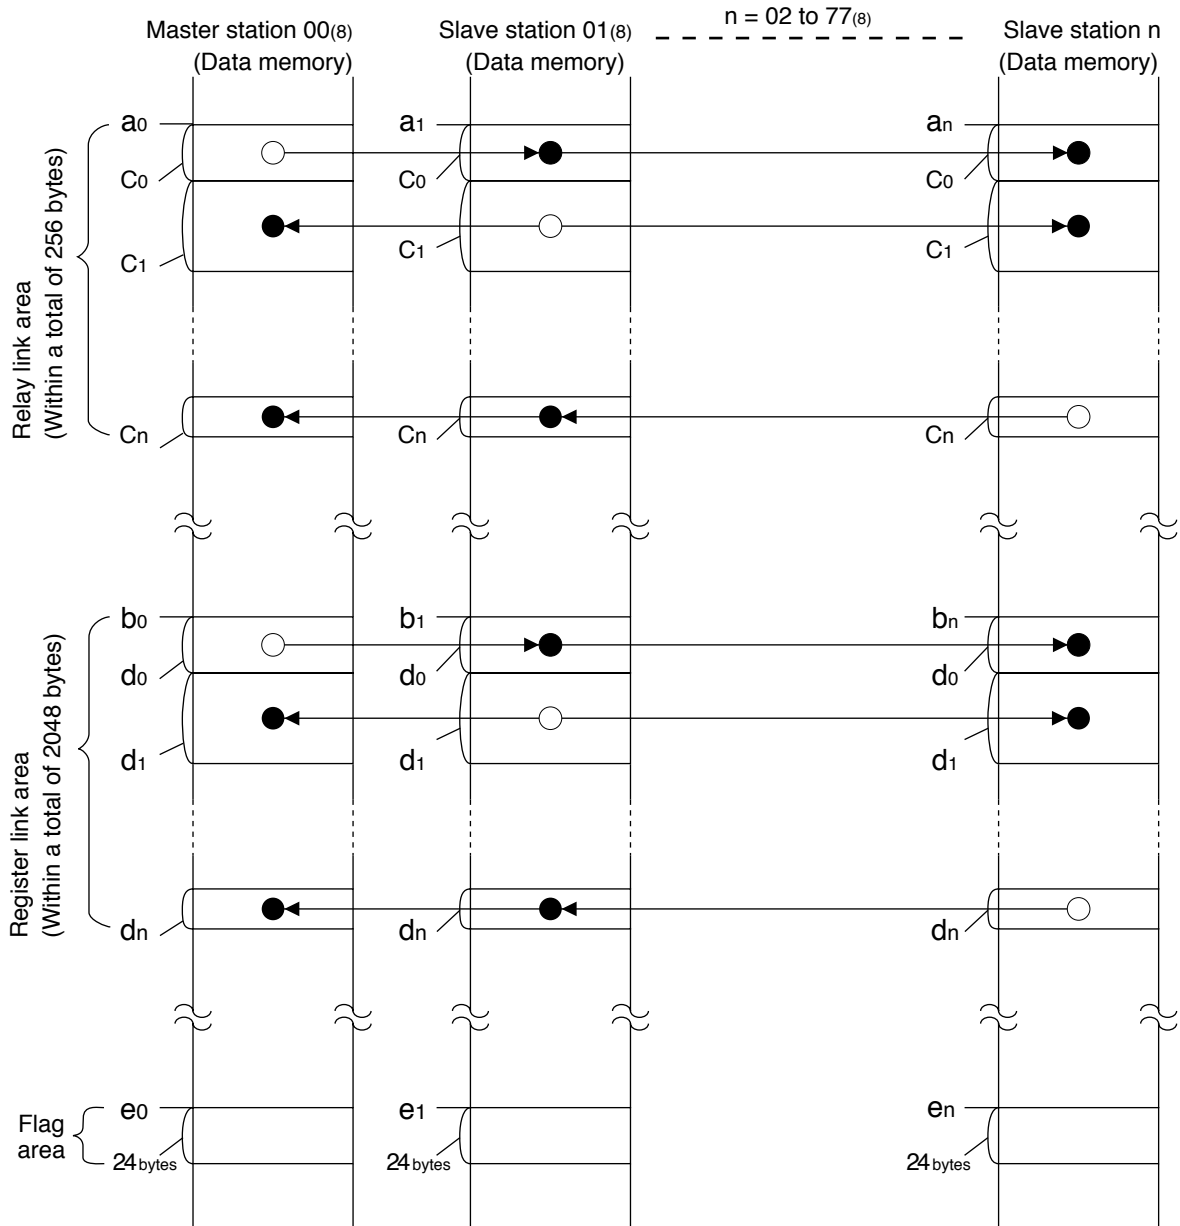 n = 02 to 77(8)
Master station 00(8)
Slave station 01(8)
Slave station n
(Data memory)
(Data memory)
(Data memory)
a0
a1
an
C0
C0
C0
C1
C1
C1
Relay link area
(Within a total of 256 bytes)
Cn
Cn
Cn
b0
b1
bn
d0
d0
d0
d1
d1
d1
Register link area
(Within a total of 2048 bytes)
dn
dn
dn
Flag
area
e0
e1
en
24 bytes
24 bytes
24 bytes